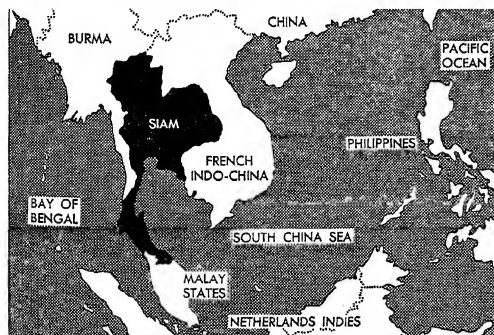 CHINA
BURMA
PACIFIC
OCEAN
SIAM
PHILIPPINES
FRENCH
INDO-CHINA
BAY OF
BENGAL
SOUTH CHINA SEA
MALAY
STATES
NETHERLANDS INDIES